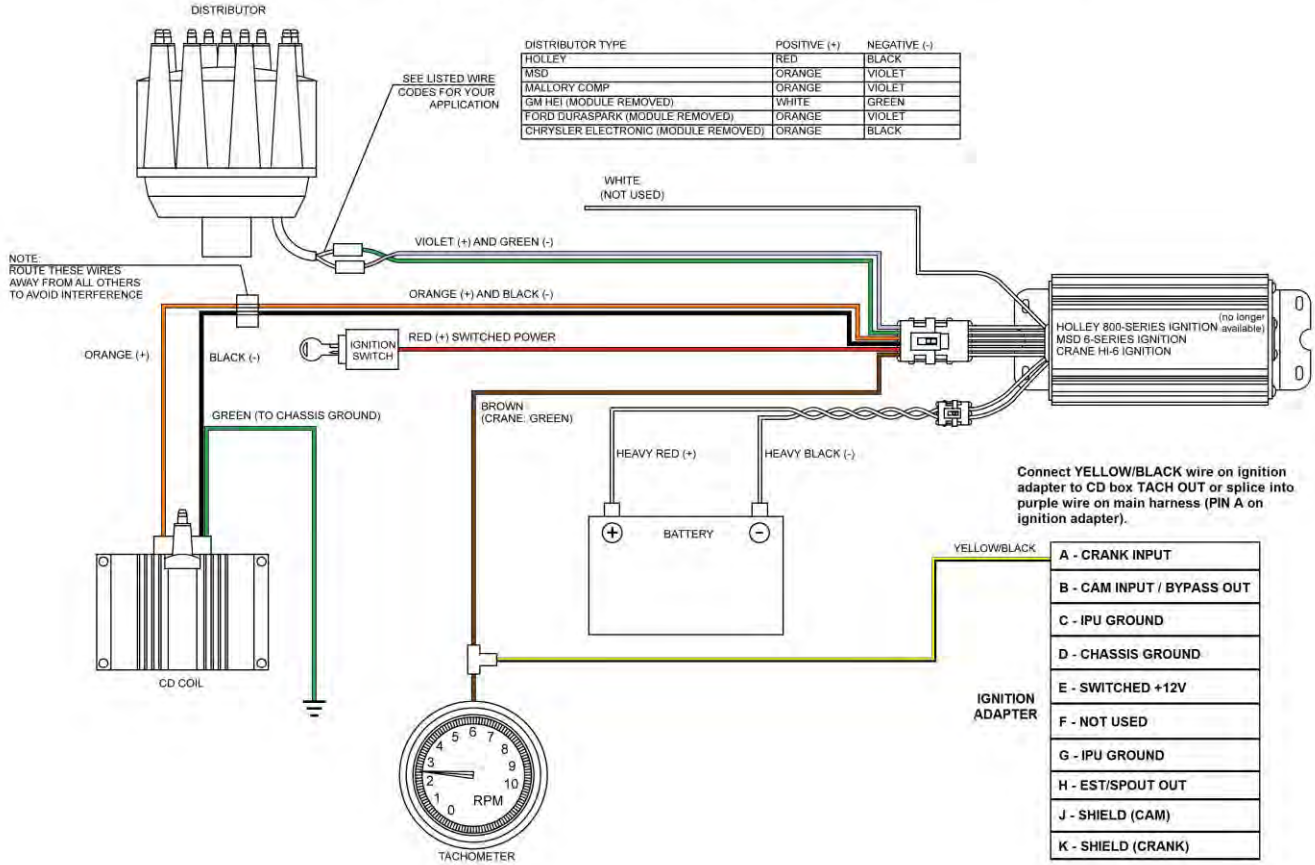 DISTRIBUTOR
DISTRIBUTOR TYPE POSITIVE (+) NEGATIVE (-)
HOLLEY RED BLACK
MSD ORANGE VIOLET
MALLORY COMP ORANGE VIOLET
GM HEI (MODULE REMOVED) WHITE GREEN
FORD DURASPARK (MODULE REMOVED) ORANGE VIOLET
CHRYSLER ELECTRONIC (MODULE REMOVED) ORANGE BLACK
SEE LISTED WIRE
CODES FOR YOUR
APPLICATION
WHITE
(NOT USED)
VIOLET (+) AND GREEN (-)
NOTE:
ROUTE THESE WIRES
AWAY FROM ALL OTHERS
TO AVOID INTERFERENCE
ORANGE (+) AND BLACK (-)
ORANGE (+)
BLACK (-)
IGNITION
SWITCH
RED (+) SWITCHED POWER
HOLLEY 800-SERIES IGNITION (no longer available)
MSD 6-SERIES IGNITION
CRANE HI-6 IGNITION
BROWN
(CRANE: GREEN)
GREEN (TO CHASSIS GROUND)
HEAVY RED (+)
HEAVY BLACK (-)
+
BATTERY
-
Connect YELLOW/BLACK wire on ignition
adapter to CD box TACH OUT or splice into
purple wire on main harness (PIN A on
ignition adapter).
YELLOW/BLACK
A - CRANK INPUT
B - CAM INPUT / BYPASS OUT
C - IPU GROUND
D - CHASSIS GROUND
E - SWITCHED +12V
F - NOT USED
G - IPU GROUND
H - EST/SPOUT OUT
J - SHIELD (CAM)
K - SHIELD (CRANK)
IGNITION
ADAPTER
CD COIL
0 1 2 3 4 5 6 7 8 9 10
RPM
TACHOMETER